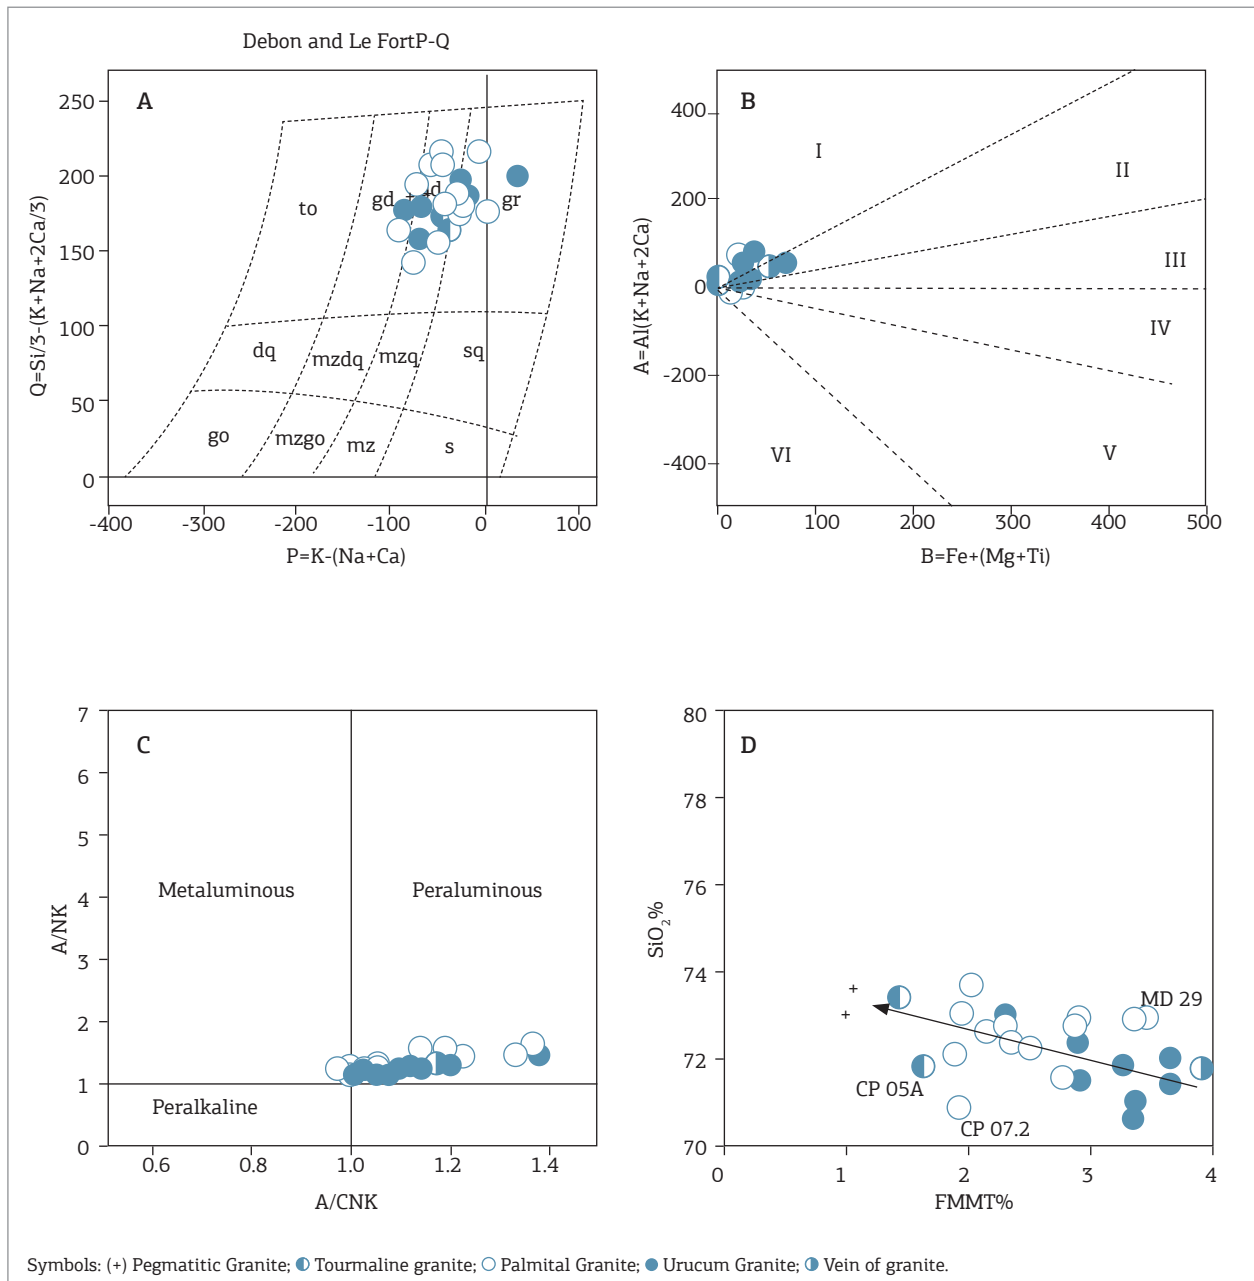 Debon and Le FortP-Q
A
250
200
150
100
50
0
Q=Si/3-(K+Na+2Ca/3)
to
gd
d
gr
dq
mzdq
mzq
sq
go
mzgo
mz
s
-400 -300 -200 -100 0 100
P=K-(Na+Ca)
B
400
200
0
-200
-400
A=Al(K+Na+2Ca)
I
II
III
IV
V
VI
0 100 200 300 400 500
B=Fe+(Mg+Ti)
C
7
6
5
4
3
2
1
0
A/NK
Metaluminous
Peraluminous
Peralkaline
0.6 0.8 1.0 1.2 1.4
A/CNK
D
80
78
76
74
72
70
SiO2%
+
+
MD 29
CP 05A
CP 07.2
0 1 2 3 4
FMMT%
Symbols: (+) Pegmatitic Granite; Tourmaline granite; Palmital Granite; Urucum Granite; Vein of granite.